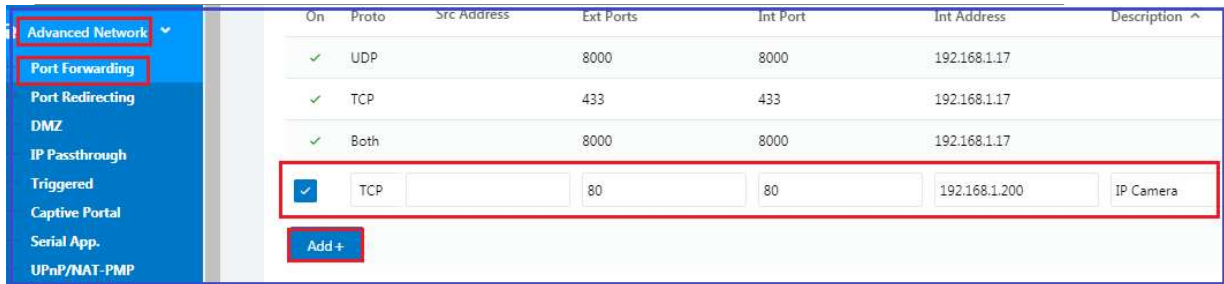 Advanced Network
Port Forwarding
Port Redirecting
DMZ
IP Passthrough
Triggered
Captive Portal
Serial App.
UPnP/NAT-PMP
On Proto Src Address Ext Ports Int Port Int Address Description
UDP 8000 8000 192.168.1.17
TCP 433 433 192.168.1.17
Both 8000 8000 192.168.1.17
TCP 80 80 192.168.1.200 IP Camera
Add +